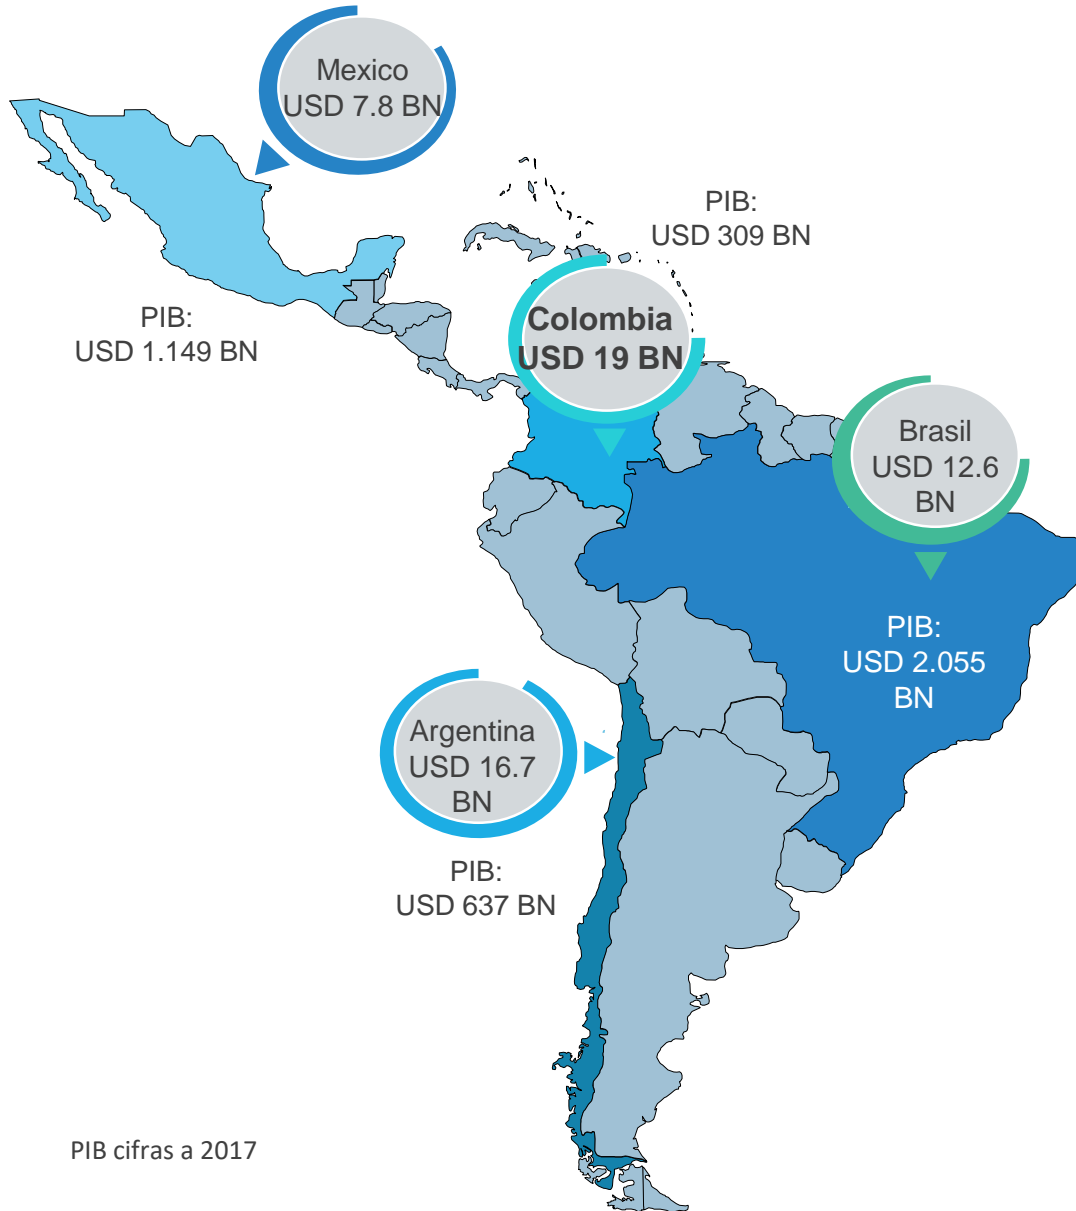 Mexico
USD 7.8 BN
PIB:
USD 309 BN
PIB:
USD 1.149 BN
Colombia
USD 19 BN
Brasil
USD 12.6
BN
PIB:
USD 2.055
BN
Argentina
USD 16.7
BN
PIB:
USD 637 BN
PIB cifras a 2017